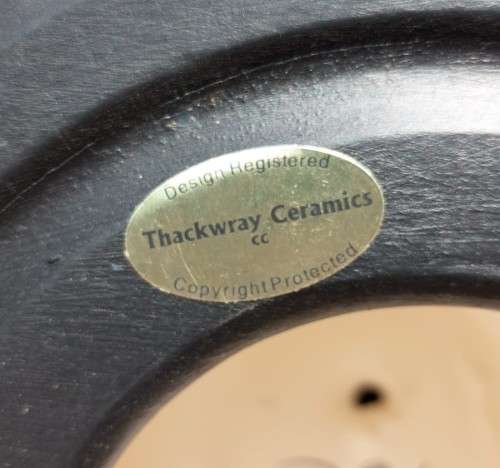 Design Registered
Thackwray Ceramics
cc
Copyright Protected